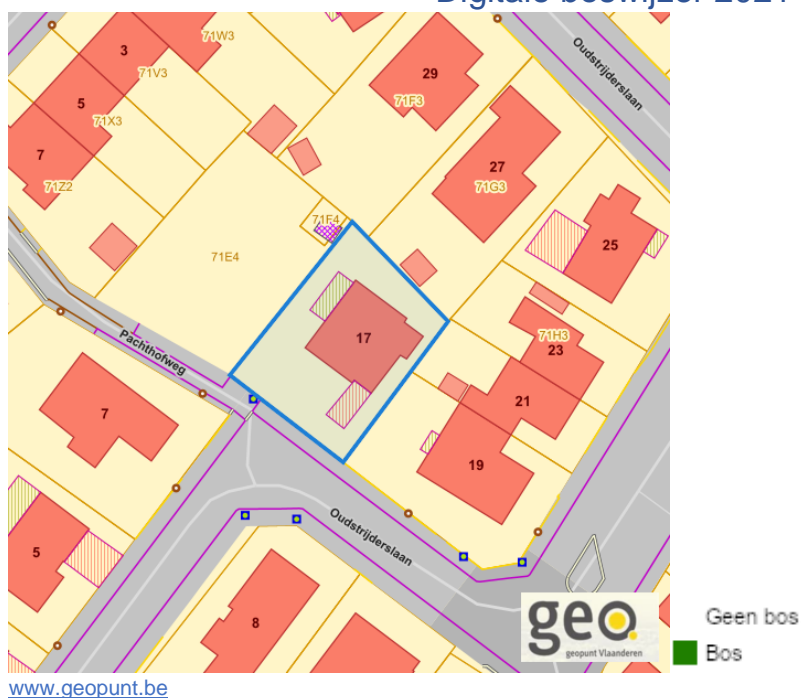 Digitale boswijzer 2021
71W3
3
71V3
Oudstrijderslaan
29
5
71F3
71X3
7
27
71G3
71Z2
71F4
25
71E4
17
71H3
23
Pachthofweg
21
7
19
Oudstrijderslaan
5
8
geo
geopunt Vlaanderen
Geen bos
Bos
www.geopunt.be